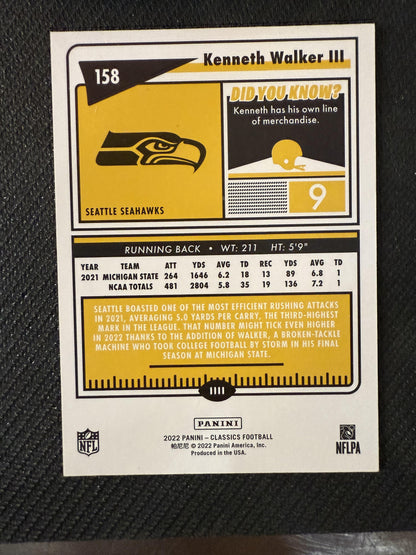 158
Kenneth Walker III
DID YOU KNOW?
Kenneth has his own line
of merchandise.
9
SEATTLE SEAHAWKS
RUNNING BACK • WT: 211 HT: 5'9"
YEAR TEAM ATT YDS AVG TD REC YDS AVG TD
2021 MICHIGAN STATE 264 1646 6.2 18 13 89 6.8 1
NCAA TOTALS 481 2804 5.8 35 19 136 7.2 1
SEATTLE BOASTED ONE OF THE MOST EFFICIENT RUSHING ATTACKS
IN 2021, AVERAGING 5.0 YARDS PER CARRY, THE THIRD-HIGHEST
MARK IN THE LEAGUE. THAT NUMBER MIGHT TICK EVEN HIGHER
IN 2022 THANKS TO THE ADDITION OF WALKER, A BROKEN-TACKLE
MACHINE WHO TOOK COLLEGE FOOTBALL BY STORM IN HIS FINAL
SEASON AT MICHIGAN STATE.
NFL
PANINI
2022 PANINI – CLASSICS FOOTBALL
帕尼尼 © 2022 Panini America, Inc.
Produced in the USA.
NFLPA